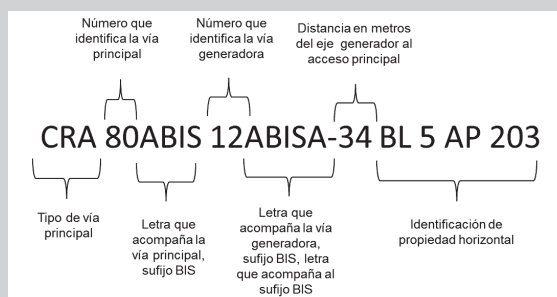 Número que
identifica la vía
principal
Número que
identifica la vía
generadora
Distancia en metros
del eje generador al
acceso principal
CRA 80ABIS 12ABISA-34 BL 5 AP 203
Tipo de vía
principal
Letra que
acompaña la
vía principal,
sufijo BIS
Letra que
acompaña la vía
generadora,
sufijo BIS, letra
que acompaña al
sufijo BIS
Identificación de
propiedad horizontal